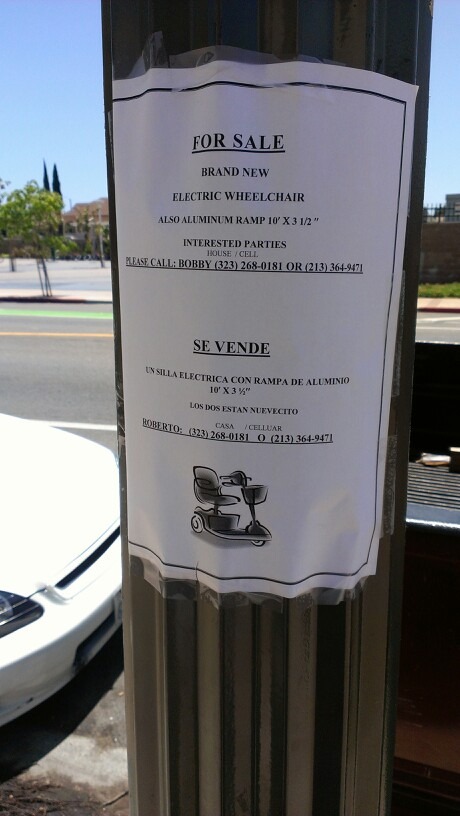 FOR SALE
BRAND NEW
ELECTRIC WHEELCHAIR
ALSO ALUMINUM RAMP 10' X 3 1/2 "
INTERESTED PARTIES
HOUSE / CELL
PLEASE CALL: BOBBY (323) 268-0181 OR (213) 364-9471
SE VENDE
UN SILLA ELECTRICA CON RAMPA DE ALUMINIO
10' X 3 ½"
LOS DOS ESTAN NUEVECITO
CASA / CELLUAR
ROBERTO: (323) 268-0181 O (213) 364-9471